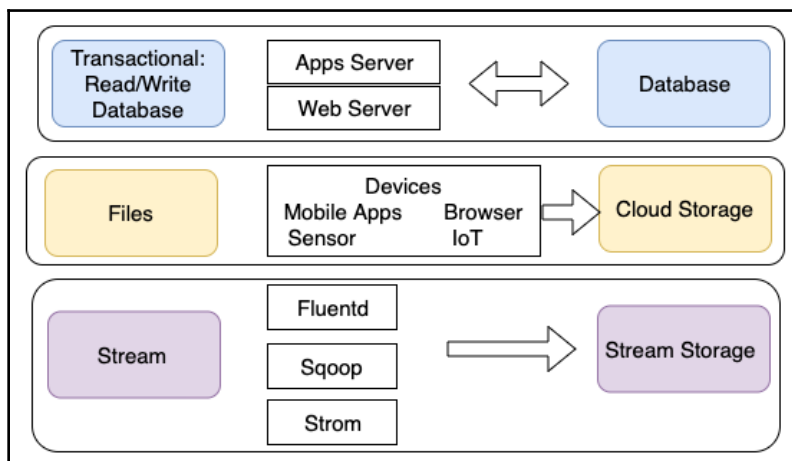 Transactional:
Read/Write
Database
Apps Server
Web Server
Database
Files
Devices
Mobile Apps Browser
Sensor IoT
Cloud Storage
Stream
Fluentd
Sqoop
Strom
Stream Storage